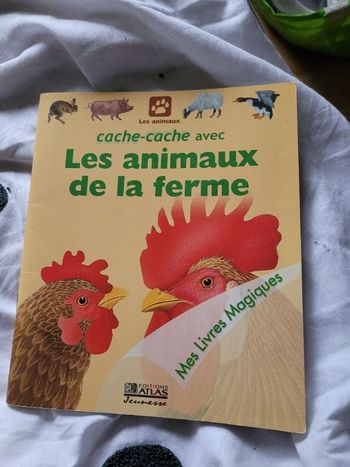 Les animaux
cache-cache avec
Les animaux
de la ferme
Mes Livres Magiques
EDITIONS
ATLAS
Jeunesse